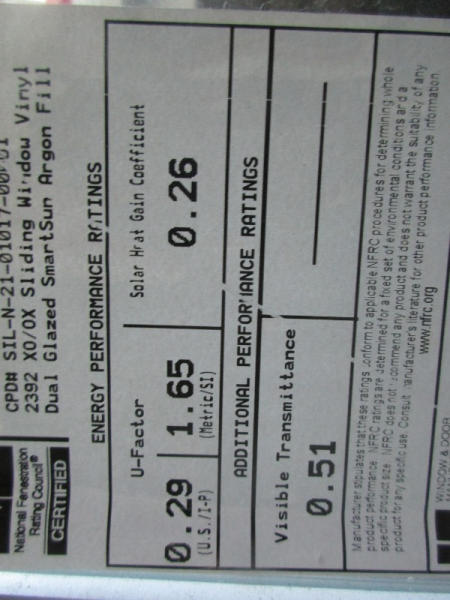 National Fenestration
Rating Council®
CERTIFIED
CPD# SIL-N-21-01017-00001
2392 XO/OX Sliding Window Vinyl
Dual Glazed SmartSun Argon Fill
ENERGY PERFORMANCE RATINGS
U-Factor
0.29 | 1.65
(U.S./I-P) (Metric/SI)
Solar Heat Gain Coefficient
0.26
ADDITIONAL PERFORMANCE RATINGS
Visible Transmittance
0.51
—
Manufacturer stipulates that these ratings conform to applicable NFRC procedures for determining whole
product performance. NFRC ratings are determined for a fixed set of environmental conditions and a
specific product size. NFRC does not recommend any product and does not warrant the suitability of any
product for any specific use. Consult manufacturer's literature for other product performance information.
www.nfrc.org
WINDOW & DOOR